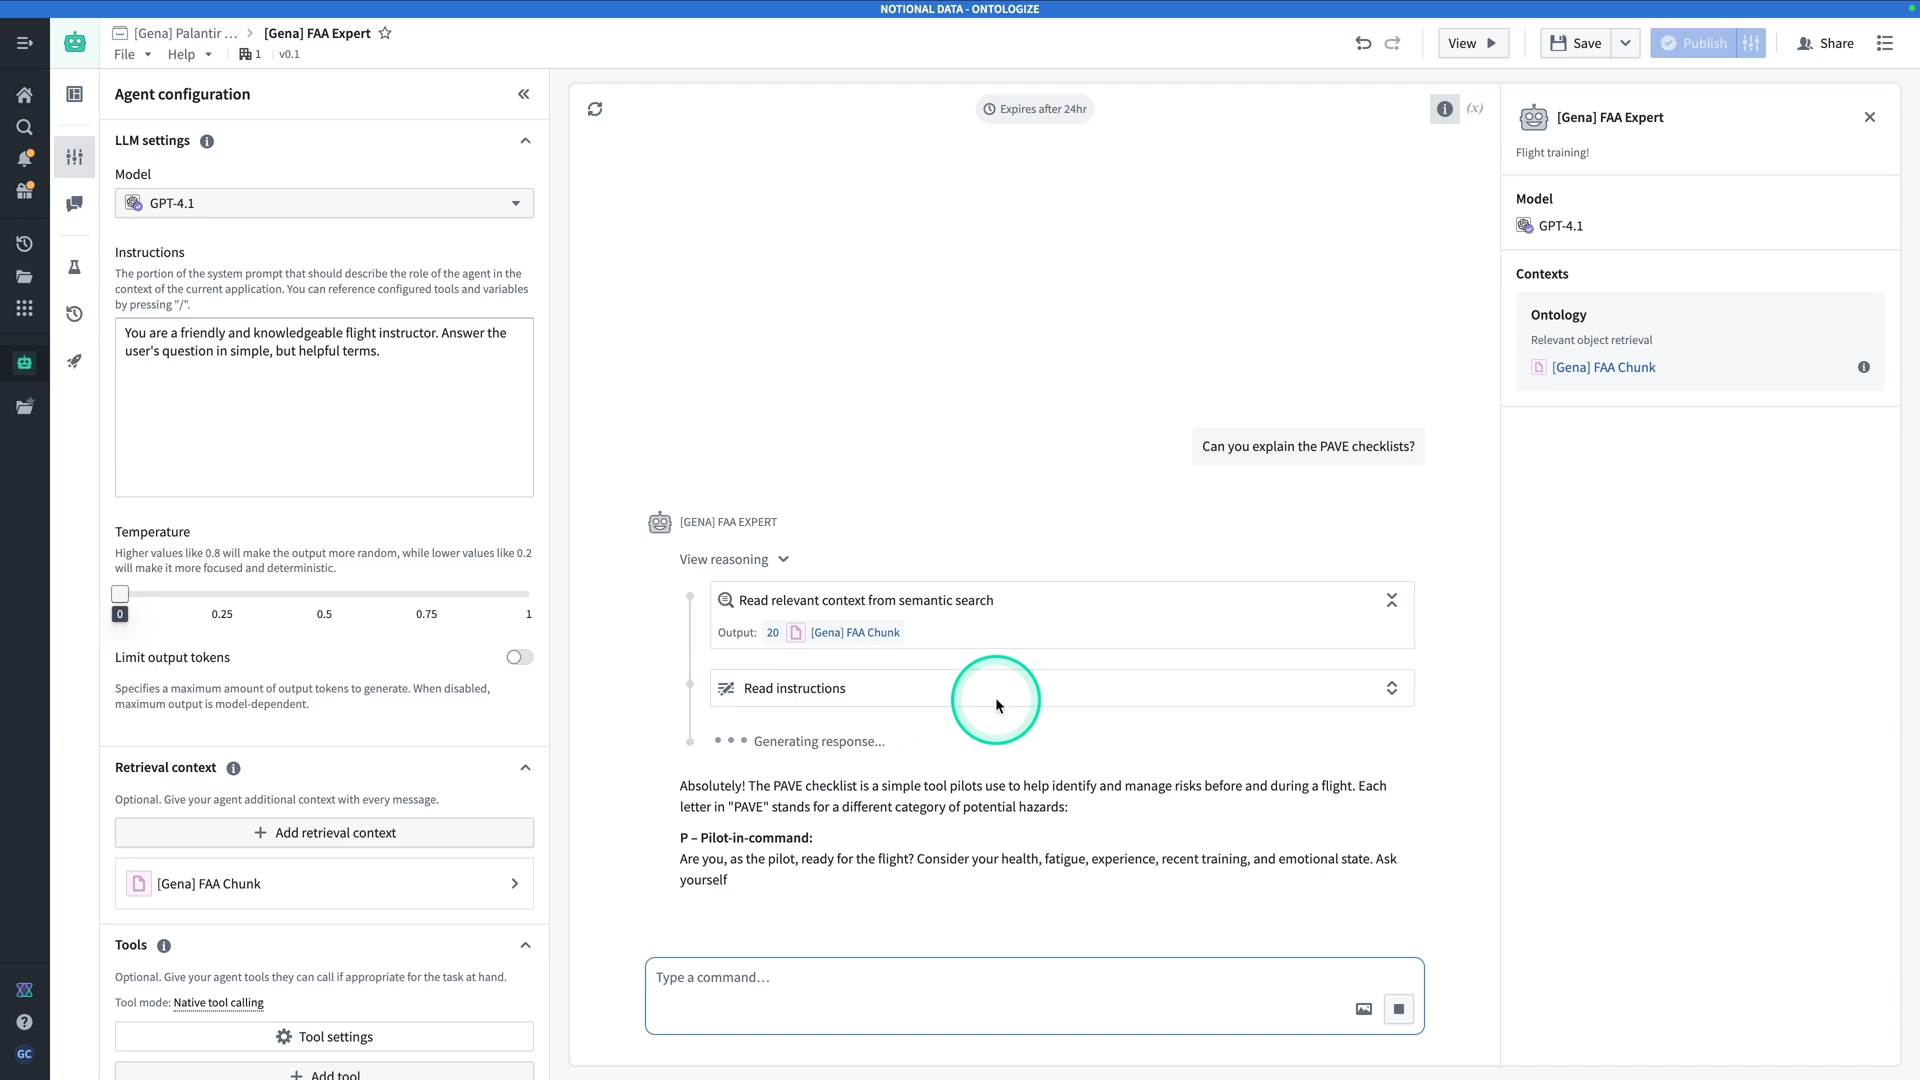 NOTIONAL DATA - ONTOLOGIZE
[Gena] Palantir ... > [Gena] FAA Expert
File Help 1 v0.1
View
Save
Publish
Share
Agent configuration
LLM settings
Model
GPT-4.1
Instructions
The portion of the system prompt that should describe the role of the agent in the
context of the current application. You can reference configured tools and variables
by pressing "/".
You are a friendly and knowledgeable flight instructor. Answer the
user's question in simple, but helpful terms.
Temperature
Higher values like 0.8 will make the output more random, while lower values like 0.2
will make it more focused and deterministic.
0 0.25 0.5 0.75 1
Limit output tokens
Specifies a maximum amount of output tokens to generate. When disabled,
maximum output is model-dependent.
Retrieval context
Optional. Give your agent additional context with every message.
+ Add retrieval context
[Gena] FAA Chunk
Tools
Optional. Give your agent tools they can call if appropriate for the task at hand.
Tool mode: Native tool calling
Tool settings
+ Add tool
GC
Expires after 24hr
(x)
Can you explain the PAVE checklists?
[GENA] FAA EXPERT
View reasoning
Read relevant context from semantic search
Output: 20 [Gena] FAA Chunk
Read instructions
Generating response...
Absolutely! The PAVE checklist is a simple tool pilots use to help identify and manage risks before and during a flight. Each
letter in "PAVE" stands for a different category of potential hazards:
P – Pilot-in-command:
Are you, as the pilot, ready for the flight? Consider your health, fatigue, experience, recent training, and emotional state. Ask
yourself
Type a command...
[Gena] FAA Expert
Flight training!
Model
GPT-4.1
Contexts
Ontology
Relevant object retrieval
[Gena] FAA Chunk